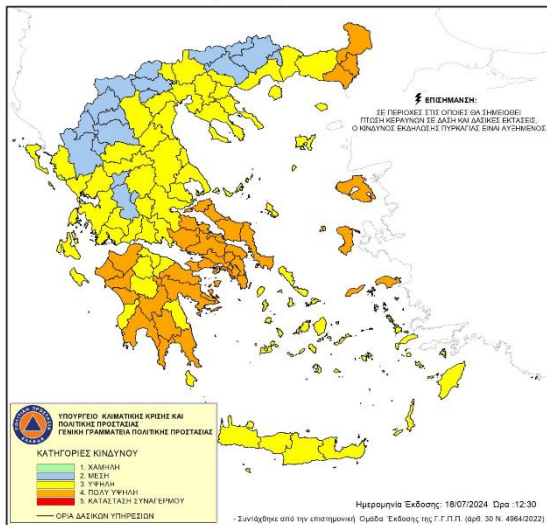 ΕΠΙΣΗΜΑΝΣΗ:
ΣΕ ΠΕΡΙΟΧΕΣ ΣΤΙΣ ΟΠΟΙΕΣ ΘΑ ΣΗΜΕΙΩΘΕΙ
ΠΤΩΣΗ ΚΕΡΑΥΝΩΝ ΣΕ ΔΑΣΗ ΚΑΙ ΔΑΣΙΚΕΣ ΕΚΤΑΣΕΙΣ,
Ο ΚΙΝΔΥΝΟΣ ΕΚΔΗΛΩΣΗΣ ΠΥΡΚΑΓΙΑΣ ΕΙΝΑΙ ΑΥΞΗΜΕΝΟΣ
ΠΟΛΙΤΙΚΗ ΠΡΟΣΤΑΣΙΑ
ΕΛΛΑΣ
ΥΠΟΥΡΓΕΙΟ ΚΛΙΜΑΤΙΚΗΣ ΚΡΙΣΗΣ ΚΑΙ
ΠΟΛΙΤΙΚΗΣ ΠΡΟΣΤΑΣΙΑΣ
ΓΕΝΙΚΗ ΓΡΑΜΜΑΤΕΙΑ ΠΟΛΙΤΙΚΗΣ ΠΡΟΣΤΑΣΙΑΣ
ΚΑΤΗΓΟΡΙΕΣ ΚΙΝΔΥΝΟΥ
1. ΧΑΜΗΛΗ
2. ΜΕΣΗ
3. ΥΨΗΛΗ
4. ΠΟΛΥ ΥΨΗΛΗ
5. ΚΑΤΑΣΤΑΣΗ ΣΥΝΑΓΕΡΜΟΥ
ΟΡΙΑ ΔΑΣΙΚΩΝ ΥΠΗΡΕΣΙΩΝ
Ημερομηνία Έκδοσης: 18/07/2024 Ώρα :12:30
- Συντάχθηκε από την επιστημονική Ομάδα Έκδοσης της Γ.Γ.Π.Π. (άρθ. 30 Ν. 4964/2022)